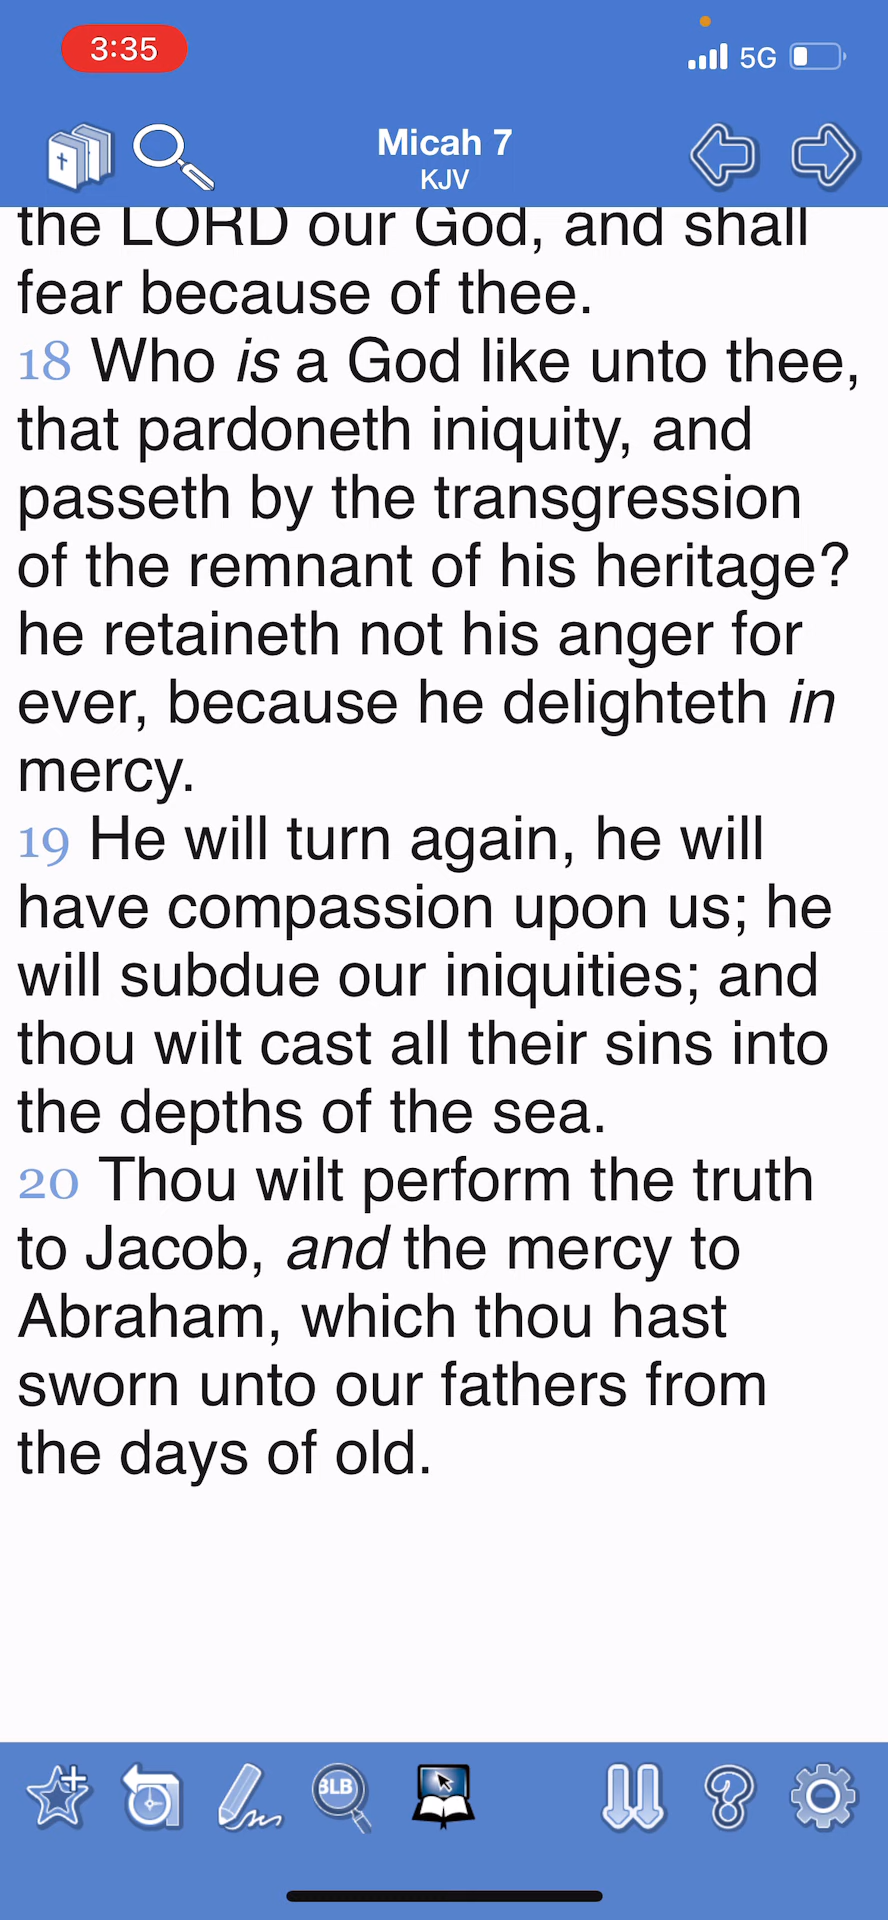 3:35
5G
Micah 7
KJV
the LORD our God, and shall
fear because of thee.
18 Who is a God like unto thee,
that pardoneth iniquity, and
passeth by the transgression
of the remnant of his heritage?
he retaineth not his anger for
ever, because he delighteth in
mercy.
19 He will turn again, he will
have compassion upon us; he
will subdue our iniquities; and
thou wilt cast all their sins into
the depths of the sea.
20 Thou wilt perform the truth
to Jacob, and the mercy to
Abraham, which thou hast
sworn unto our fathers from
the days of old.
BLB